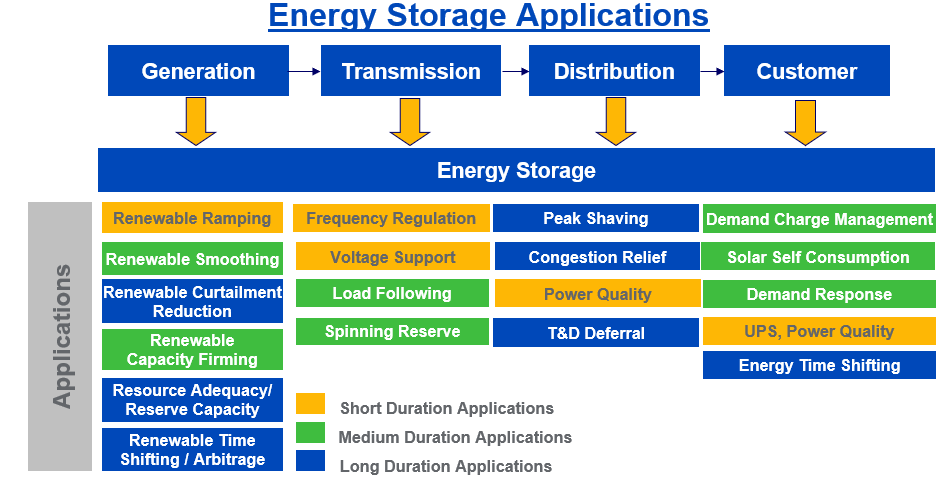 Energy Storage Applications
Generation
Transmission
Distribution
Customer
Energy Storage
Applications
Renewable Ramping
Renewable Smoothing
Renewable Curtailment
Reduction
Renewable
Capacity Firming
Resource Adequacy/
Reserve Capacity
Renewable Time
Shifting / Arbitrage
Frequency Regulation
Voltage Support
Load Following
Spinning Reserve
Peak Shaving
Congestion Relief
Power Quality
T&D Deferral
Demand Charge Management
Solar Self Consumption
Demand Response
UPS, Power Quality
Energy Time Shifting
Short Duration Applications
Medium Duration Applications
Long Duration Applications